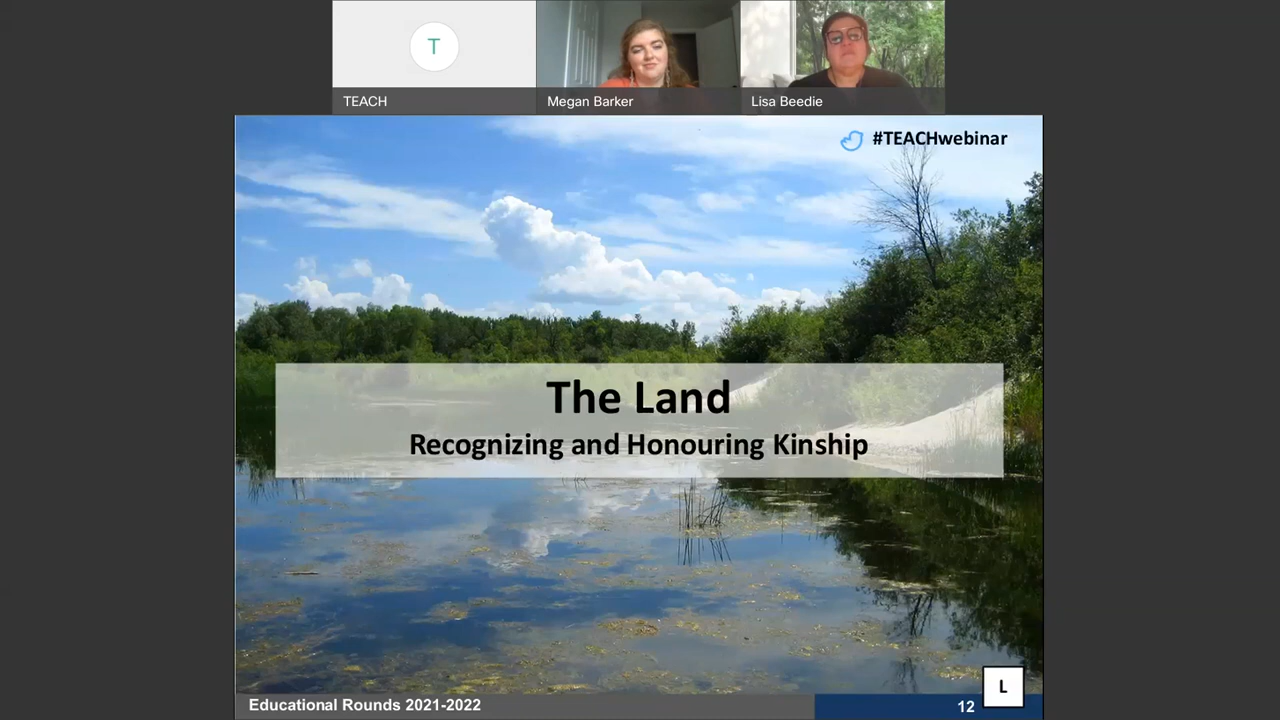 T
TEACH
Megan Barker
Lisa Beedie
#TEACHwebinar
The Land
Recognizing and Honouring Kinship
L
Educational Rounds 2021-2022
12